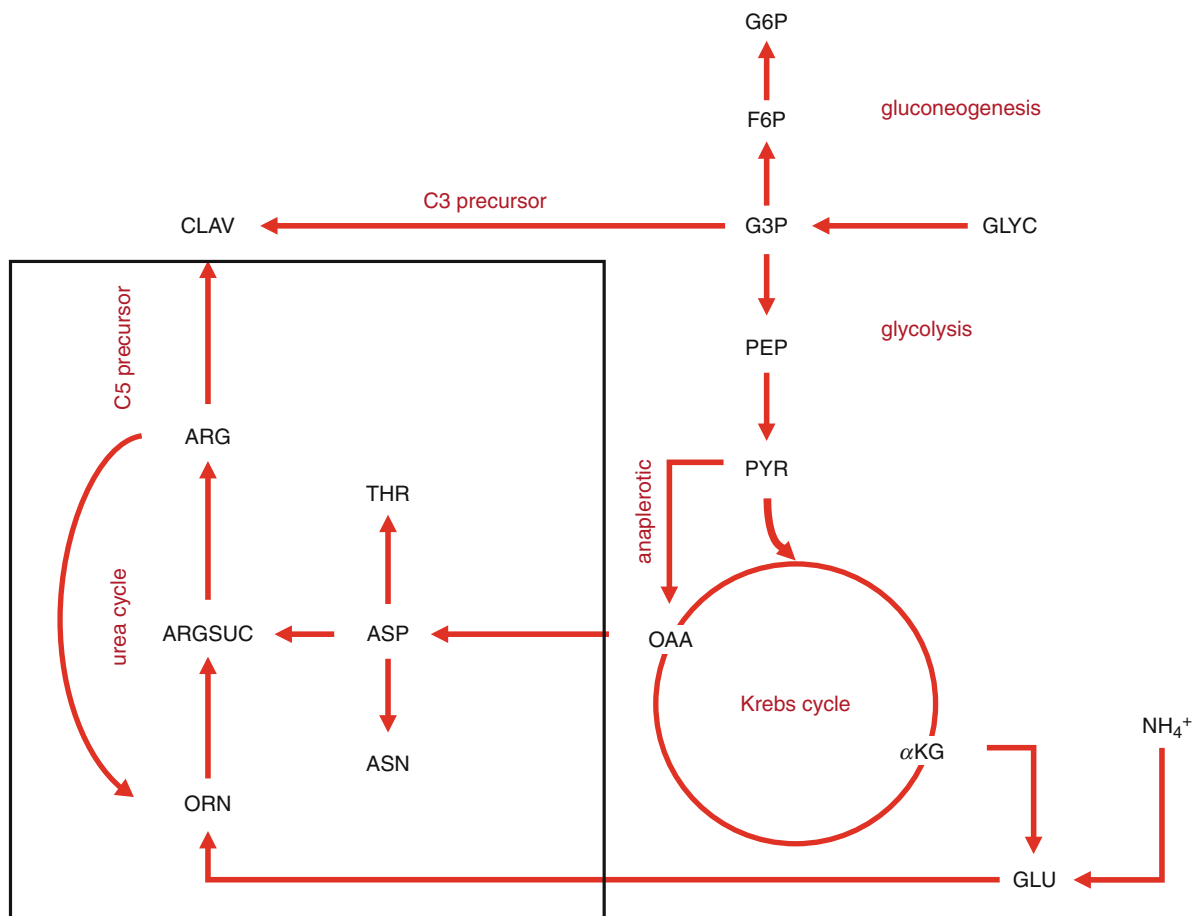 G6P
F6P
gluconeogenesis
C3 precursor
CLAV
G3P
GLYC
C5 precursor
PEP
glycolysis
ARG
PYR
anaplerotic
THR
urea cycle
ARGSUC
ASP
OAA
Krebs cycle
NH₄⁺
αKG
ASN
ORN
GLU